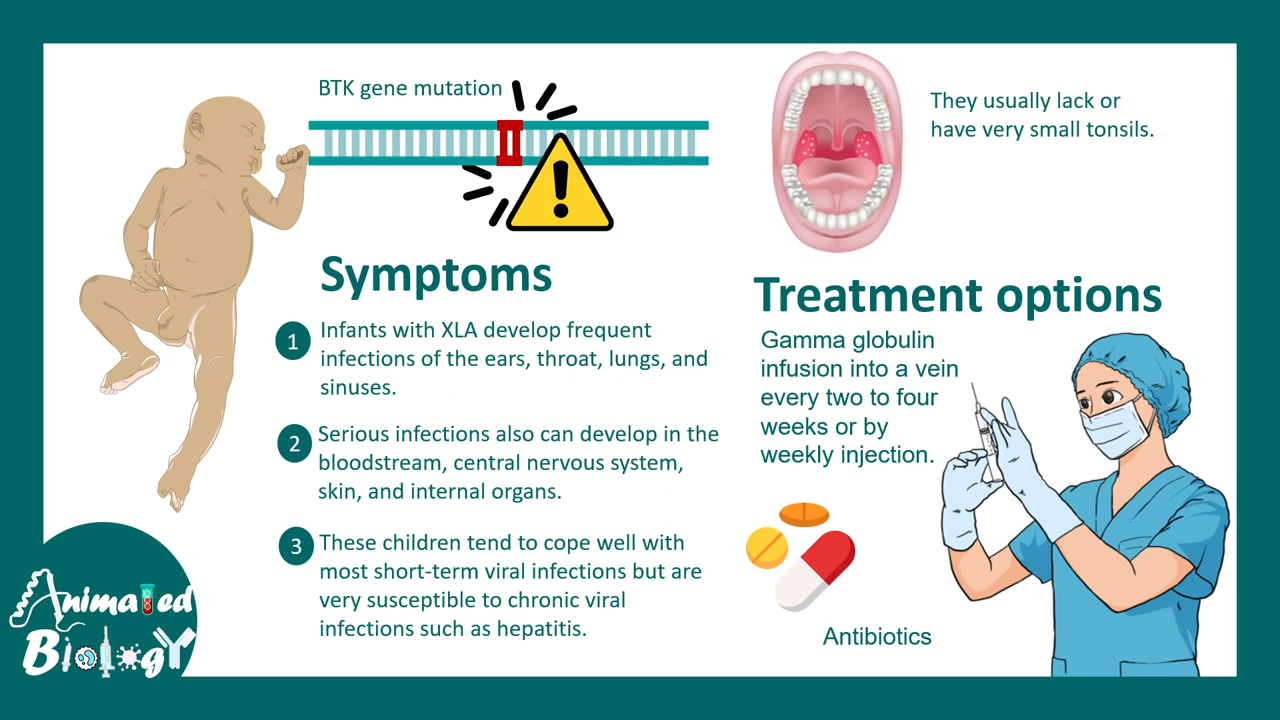 BTK gene mutation
They usually lack or
have very small tonsils.
Symptoms
1
Infants with XLA develop frequent
infections of the ears, throat, lungs, and
sinuses.
2
Serious infections also can develop in the
bloodstream, central nervous system,
skin, and internal organs.
3
These children tend to cope well with
most short-term viral infections but are
very susceptible to chronic viral
infections such as hepatitis.
Treatment options
Gamma globulin
infusion into a vein
every two to four
weeks or by
weekly injection.
Antibiotics
Animated
Biology